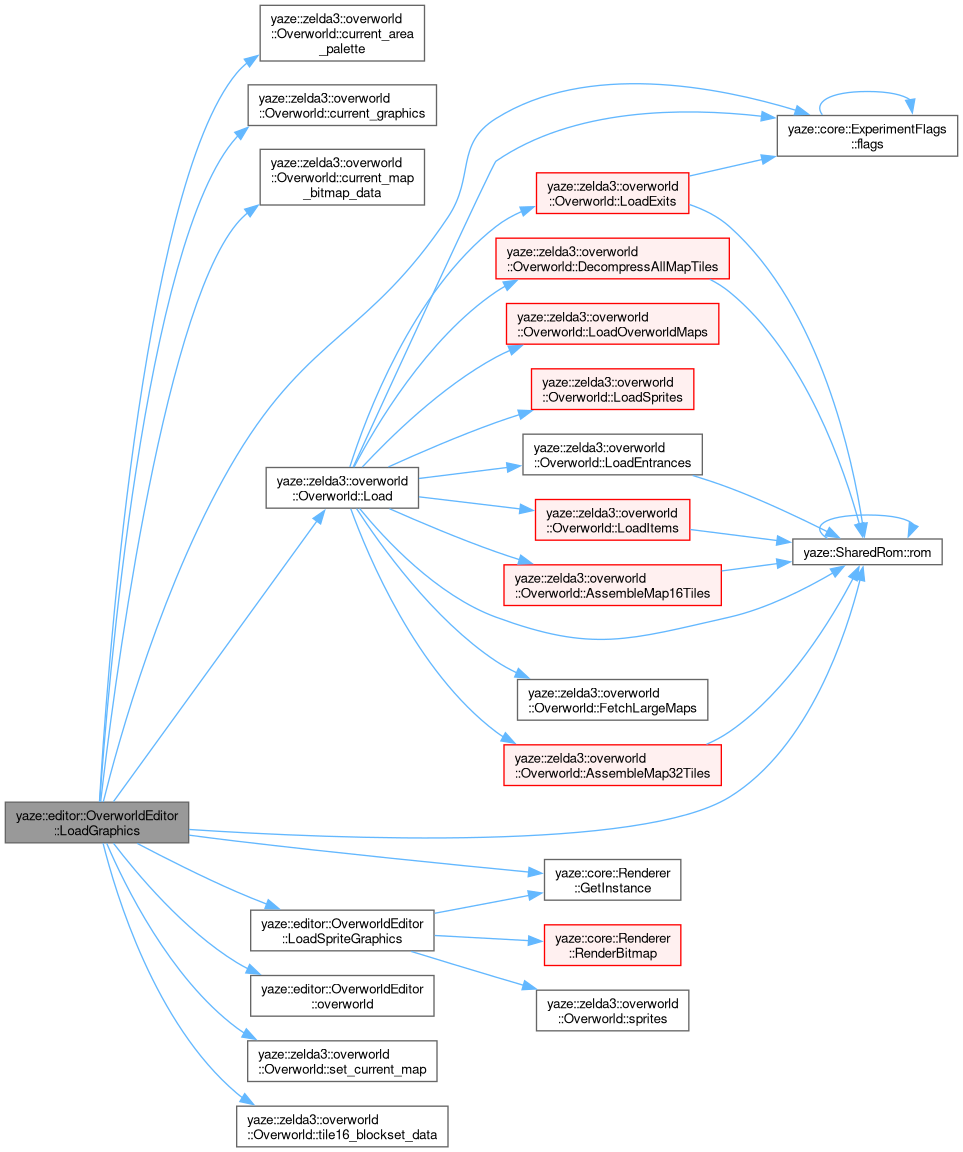 yaze::zelda3::overworld
::Overworld::current_area
_palette
yaze::zelda3::overworld
::Overworld::current_graphics
yaze::zelda3::overworld
::Overworld::current_map
_bitmap_data
yaze::core::ExperimentFlags
::flags
yaze::zelda3::overworld
::Overworld::LoadExits
yaze::zelda3::overworld
::Overworld::DecompressAllMapTiles
yaze::zelda3::overworld
::Overworld::LoadOverworldMaps
yaze::zelda3::overworld
::Overworld::LoadSprites
yaze::zelda3::overworld
::Overworld::LoadEntrances
yaze::zelda3::overworld
::Overworld::Load
yaze::zelda3::overworld
::Overworld::LoadItems
yaze::SharedRom::rom
yaze::zelda3::overworld
::Overworld::AssembleMap16Tiles
yaze::zelda3::overworld
::Overworld::FetchLargeMaps
yaze::zelda3::overworld
::Overworld::AssembleMap32Tiles
yaze::editor::OverworldEditor
::LoadGraphics
yaze::core::Renderer
::GetInstance
yaze::editor::OverworldEditor
::LoadSpriteGraphics
yaze::core::Renderer
::RenderBitmap
yaze::editor::OverworldEditor
::overworld
yaze::zelda3::overworld
::Overworld::sprites
yaze::zelda3::overworld
::Overworld::set_current_map
yaze::zelda3::overworld
::Overworld::tile16_blockset_data